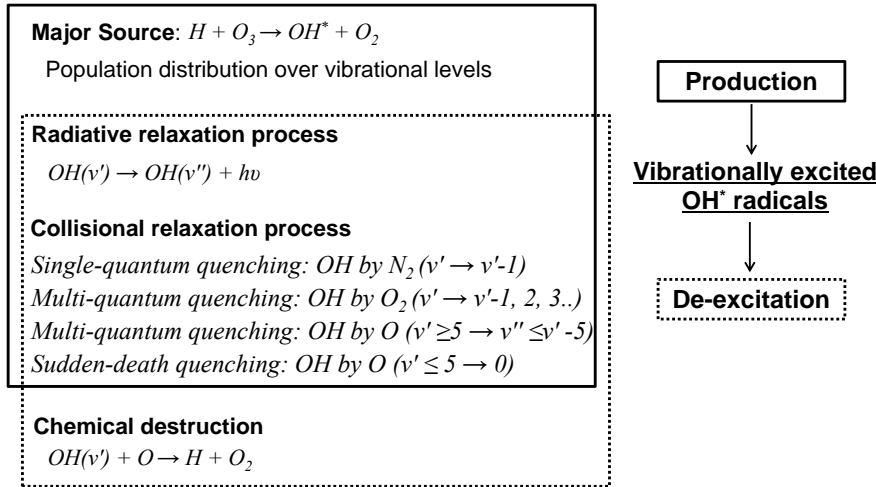 Major Source: H + O₃ → OH* + O₂
Population distribution over vibrational levels
Radiative relaxation process
OH(v') → OH(v'') + hυ
Collisional relaxation process
Single-quantum quenching: OH by N₂ (v' → v'-1)
Multi-quantum quenching: OH by O₂ (v' → v'-1, 2, 3..)
Multi-quantum quenching: OH by O (v' ≥5 → v'' ≤v' -5)
Sudden-death quenching: OH by O (v' ≤ 5 → 0)
Chemical destruction
OH(v') + O → H + O₂
Production
Vibrationally excited
OH* radicals
De-excitation